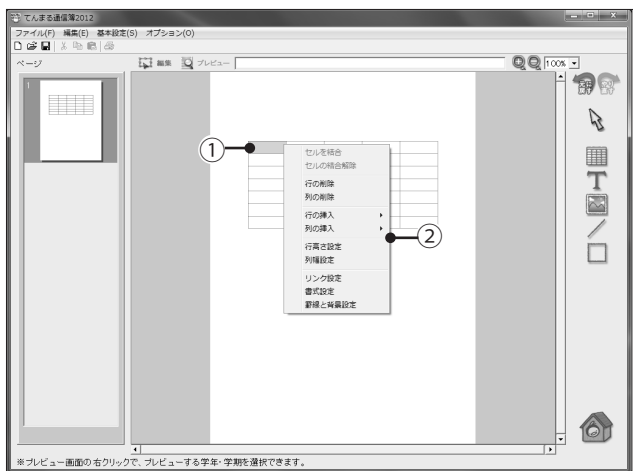 てんまる通信簿2012
ファイル(F) 編集(E) 基本設定(S) オプション(O)
ページ
編集 プレビュー
100%
1
①
セルを結合
セルの結合解除
行の削除
列の削除
行の挿入
列の挿入
②
行高さ設定
列幅設定
リンク設定
書式設定
罫線と背景設定
T
※プレビュー画面の右クリックで、プレビューする学年・学期を選択できます。